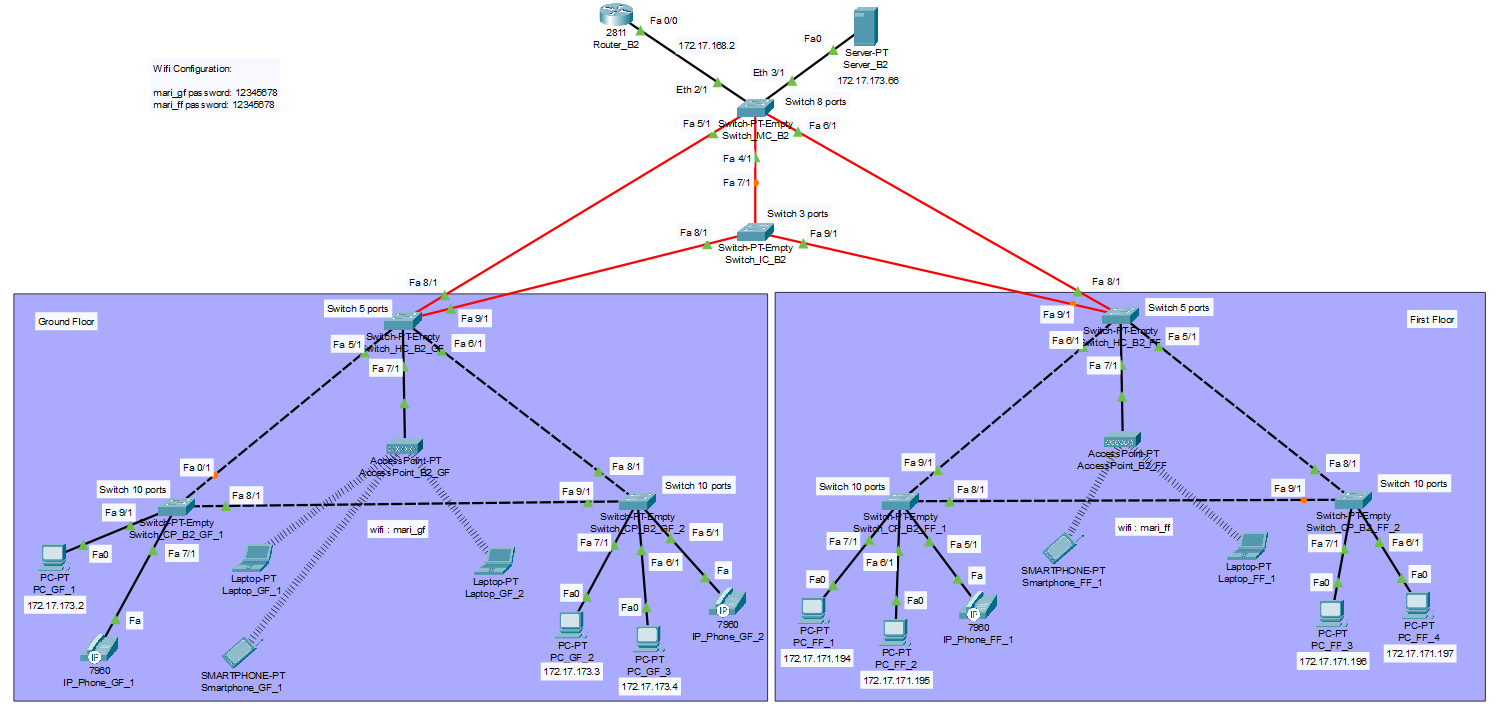 Fa 0/0
2811
Router_B2
172.17.168.2
Fa0
Server-PT
Server_B2
172.17.173.66
Wifi Configuration:
mari_gf password: 12345678
mari_ff password: 12345678
Eth 3/1
Eth 2/1
Switch 8 ports
Switch-PT-Empty
Switch_MC_B2
Fa 5/1
Fa 6/1
Fa 4/1
Fa 7/1
Switch 3 ports
Fa 8/1
Fa 9/1
Switch-PT-Empty
Switch_IC_B2
Fa 8/1
Fa 8/1
Ground Floor
Switch 5 ports
Fa 9/1
Switch-PT-Empty
Switch_HC_B2_GF
Fa 5/1
Fa 6/1
Fa 7/1
Fa 0/1
AccessPoint-PT
AccessPoint_B2_GF
Fa 8/1
Switch 10 ports
Fa 8/1
Fa 9/1
Switch-PT-Empty
Switch_CP_B2_GF_1
Fa 7/1
Fa 9/1
Switch 10 ports
Switch-PT-Empty
Switch_CP_B2_GF_2
wifi : mari_gf
Fa 5/1
Fa 7/1
Fa 6/1
Fa0
PC-PT
PC_GF_1
172.17.173.2
Fa
7960
IP_Phone_GF_1
Laptop-PT
Laptop_GF_1
SMARTPHONE-PT
Smartphone_GF_1
Laptop-PT
Laptop_GF_2
Fa0
PC-PT
PC_GF_2
172.17.173.3
Fa0
PC-PT
PC_GF_3
172.17.173.4
Fa
IP
7960
IP_Phone_GF_2
IP
First Floor
Switch 5 ports
Fa 9/1
Switch-PT-Empty
Switch_HC_B2_FF
Fa 6/1
Fa 5/1
Fa 7/1
AccessPoint-PT
AccessPoint_B2_FF
Fa 9/1
Fa 8/1
Switch 10 ports
Fa 8/1
Switch-PT-Empty
Switch_CP_B2_FF_1
Fa 9/1
Switch 10 ports
Switch-PT-Empty
Switch_CP_B2_FF_2
wifi : mari_ff
Fa 7/1
Fa 6/1
Fa 5/1
Fa 7/1
Fa 6/1
Fa0
PC-PT
PC_FF_1
172.17.171.194
Fa0
PC-PT
PC_FF_2
172.17.171.195
Fa
IP
7960
IP_Phone_FF_1
SMARTPHONE-PT
Smartphone_FF_1
Laptop-PT
Laptop_FF_1
Fa0
PC-PT
PC_FF_3
172.17.171.196
Fa0
PC-PT
PC_FF_4
172.17.171.197